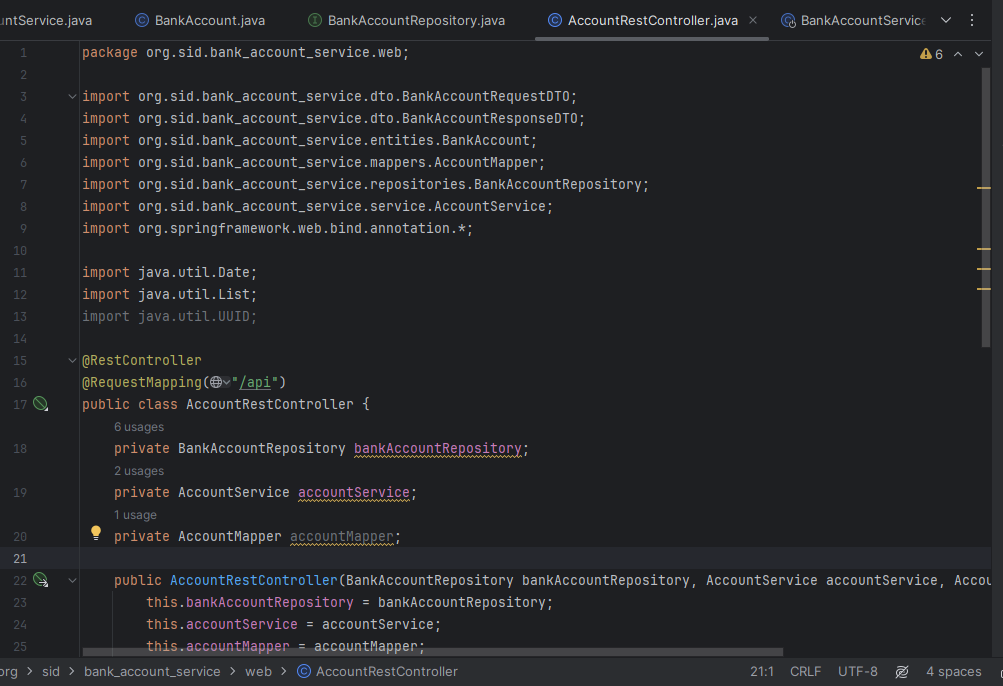 untService.java BankAccount.java BankAccountRepository.java AccountRestController.java BankAccountService
6
1 package org.sid.bank_account_service.web;
2
3 import org.sid.bank_account_service.dto.BankAccountRequestDTO;
4 import org.sid.bank_account_service.dto.BankAccountResponseDTO;
5 import org.sid.bank_account_service.entities.BankAccount;
6 import org.sid.bank_account_service.mappers.AccountMapper;
7 import org.sid.bank_account_service.repositories.BankAccountRepository;
8 import org.sid.bank_account_service.service.AccountService;
9 import org.springframework.web.bind.annotation.*;
10
11 import java.util.Date;
12 import java.util.List;
13 import java.util.UUID;
14
15 @RestController
16 @RequestMapping("/api")
17 public class AccountRestController {
6 usages
18 private BankAccountRepository bankAccountRepository;
2 usages
19 private AccountService accountService;
1 usage
20 private AccountMapper accountMapper;
21
22 public AccountRestController(BankAccountRepository bankAccountRepository, AccountService accountService, Accou
23 this.bankAccountRepository = bankAccountRepository;
24 this.accountService = accountService;
25 this.accountMapper = accountMapper;
org > sid > bank_account_service > web > AccountRestController 21:1 CRLF UTF-8 4 spaces